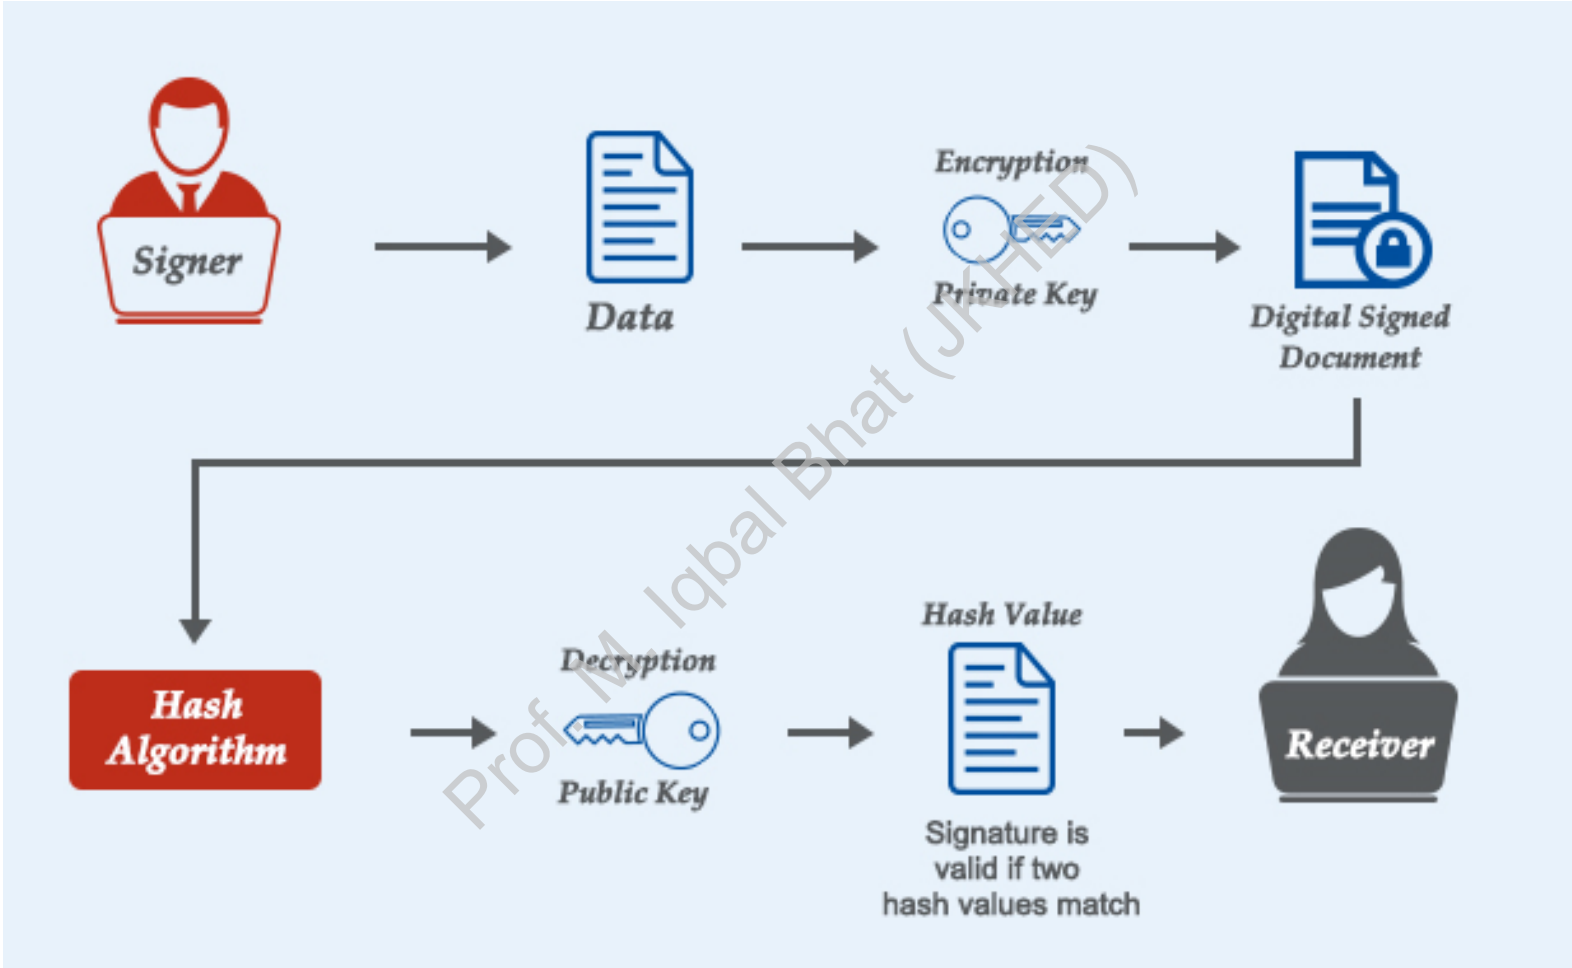 Signer
Data
Encryption
Private Key
Digital Signed
Document
Hash
Algorithm
Decryption
Public Key
Hash Value
Signature is
valid if two
hash values match
Receiver
Prof. M. Iqbal Bhat (JKHED)